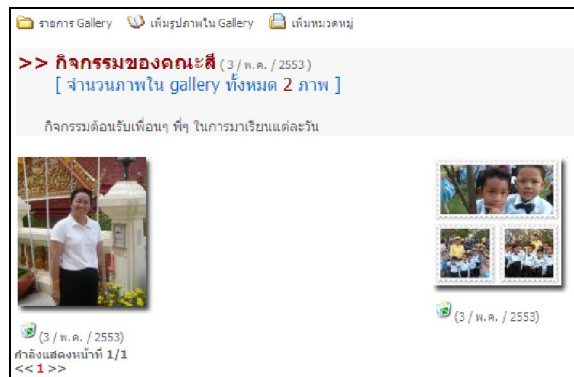 รายการ Gallery เพิ่มรูปภาพใน Gallery เพิ่มหมวดหมู่
>> กิจกรรมของคณะสี ( 3 / พ.ค. / 2553 )
[ จำนวนภาพใน gallery ทั้งหมด 2 ภาพ ]
กิจกรรมต้อนรับเพื่อนๆ พี่ๆ ในการมาเรียนแต่ละวัน
(3 / พ.ค. / 2553)
(3 / พ.ค. / 2553)
กำลังแสดงหน้าที่ 1/1
<< 1 >>